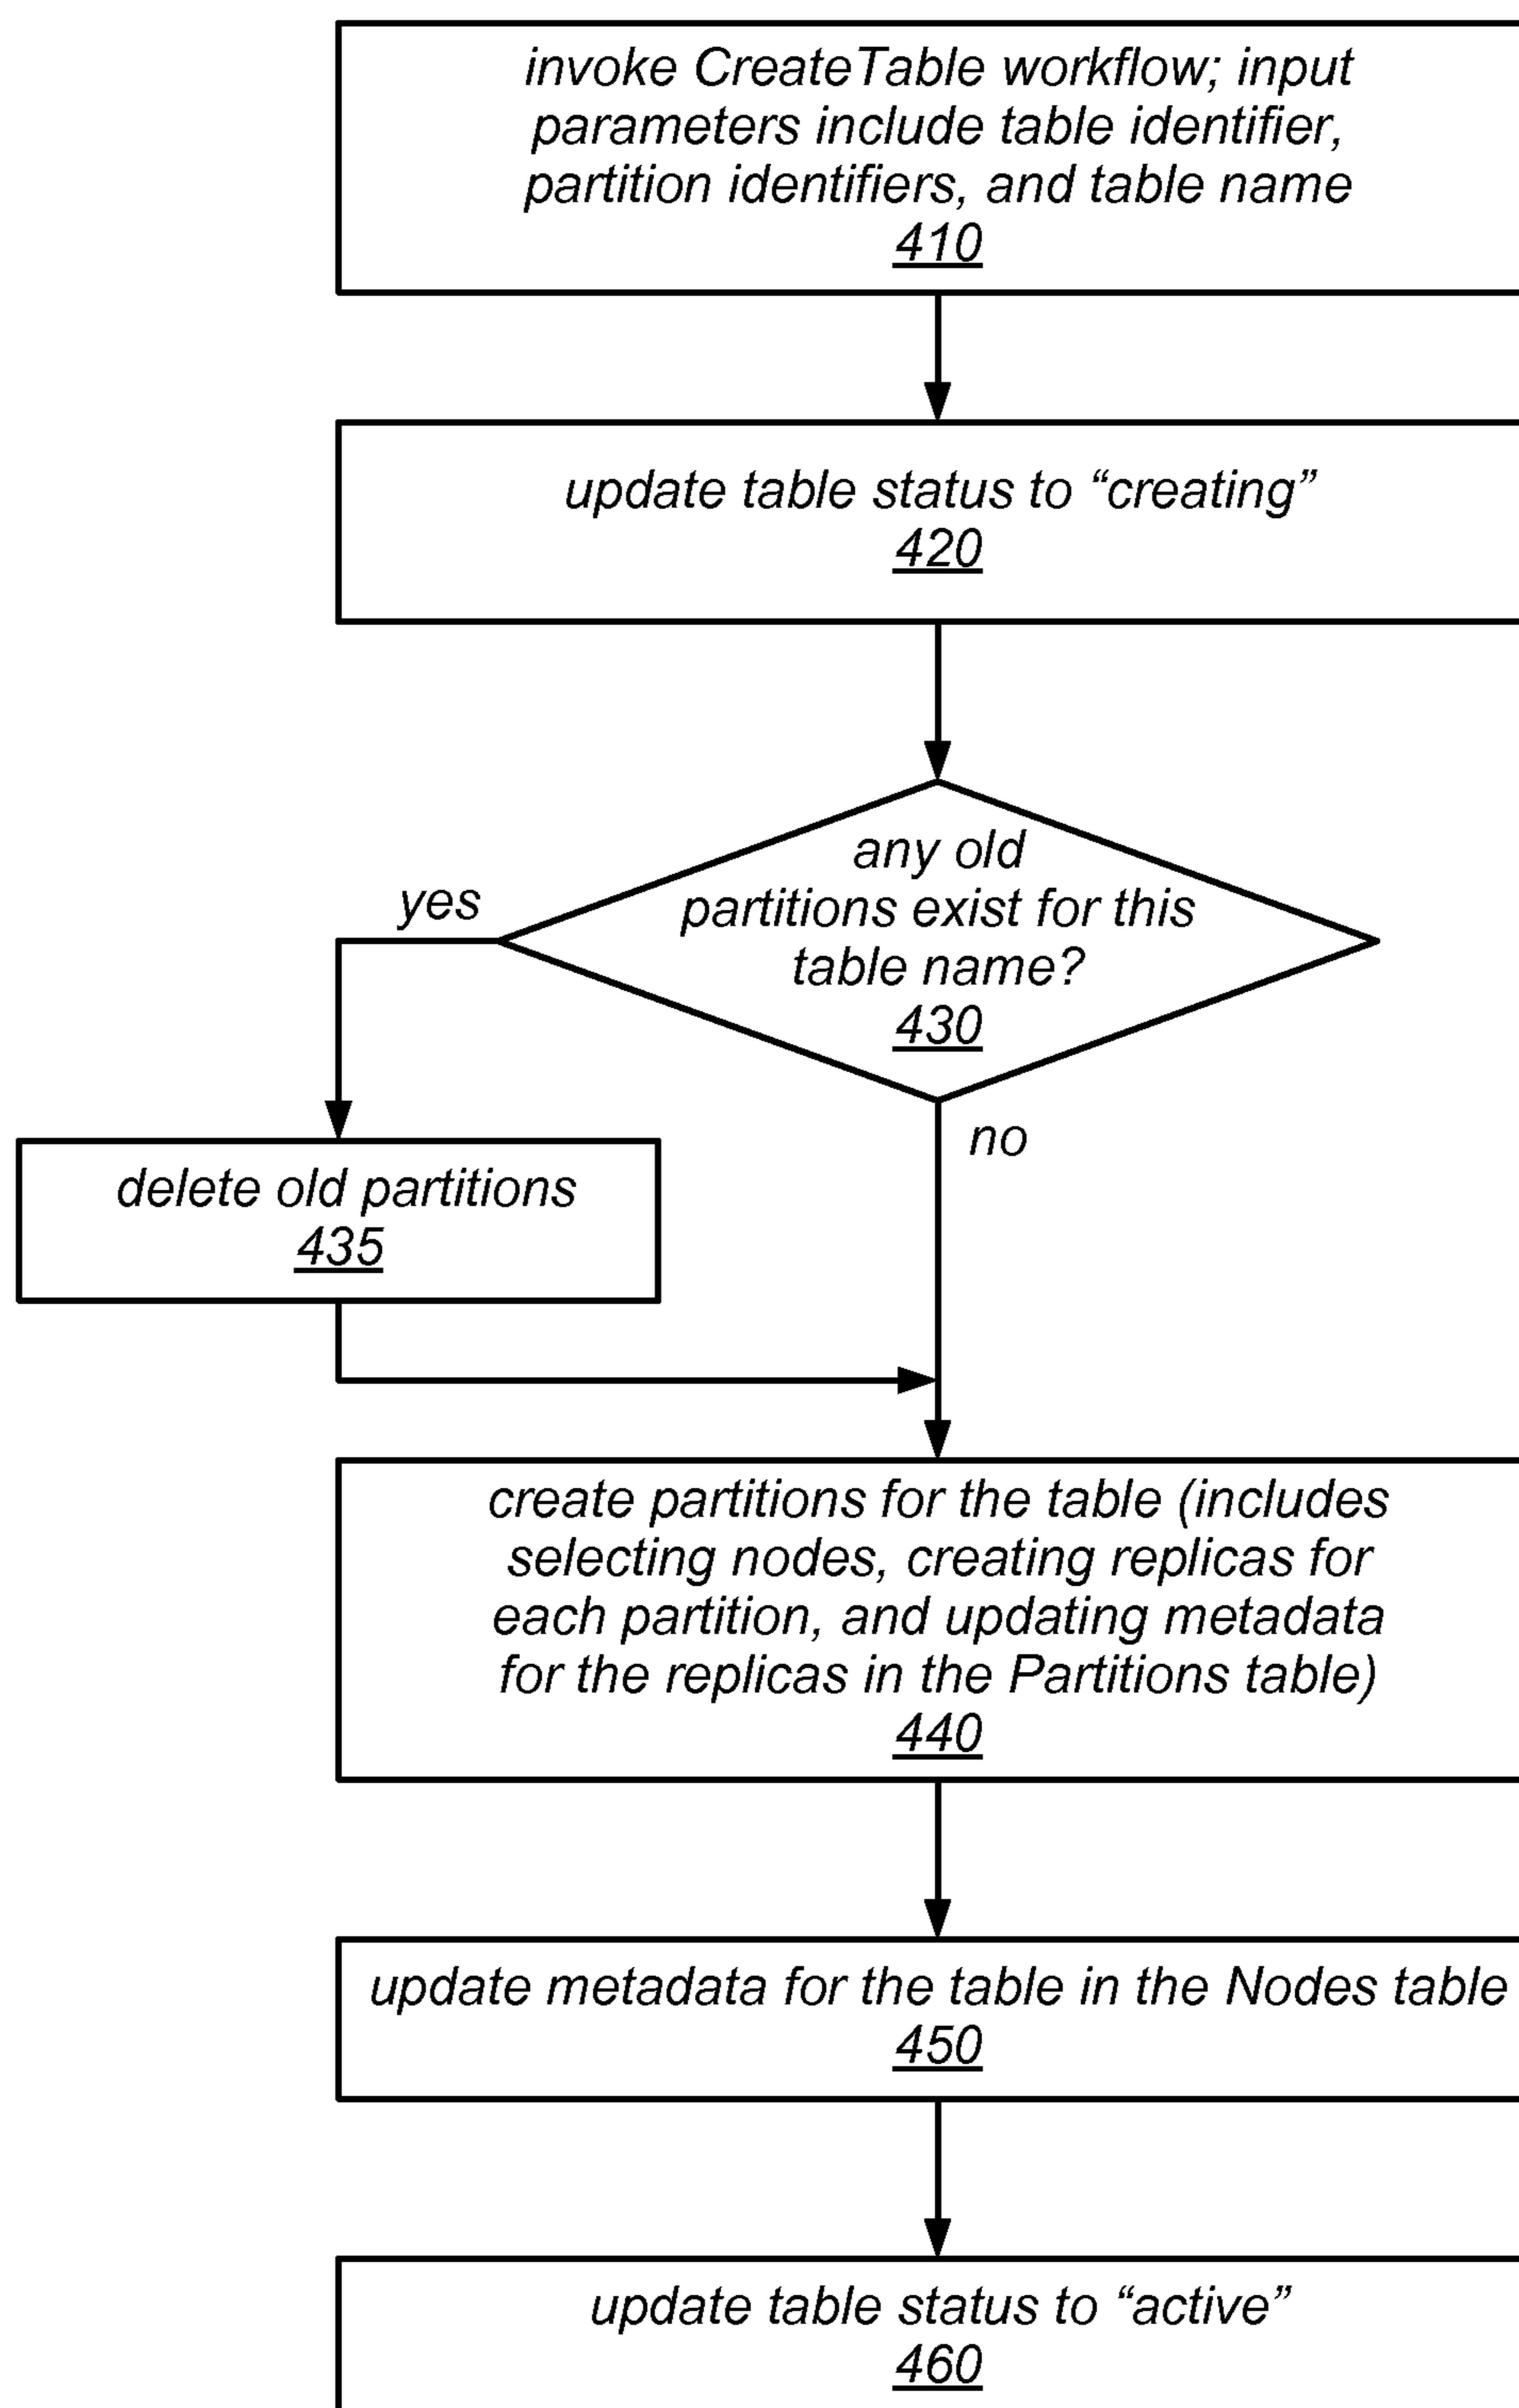 invoke CreateTable workflow; input
parameters include table identifier,
partition identifiers, and table name
410
update table status to “creating”
420
any old
partitions exist for this
table name?
430
yes
no
delete old partitions
435
create partitions for the table (includes
selecting nodes, creating replicas for
each partition, and updating metadata
for the replicas in the Partitions table)
440
update metadata for the table in the Nodes table
450
update table status to “active”
460